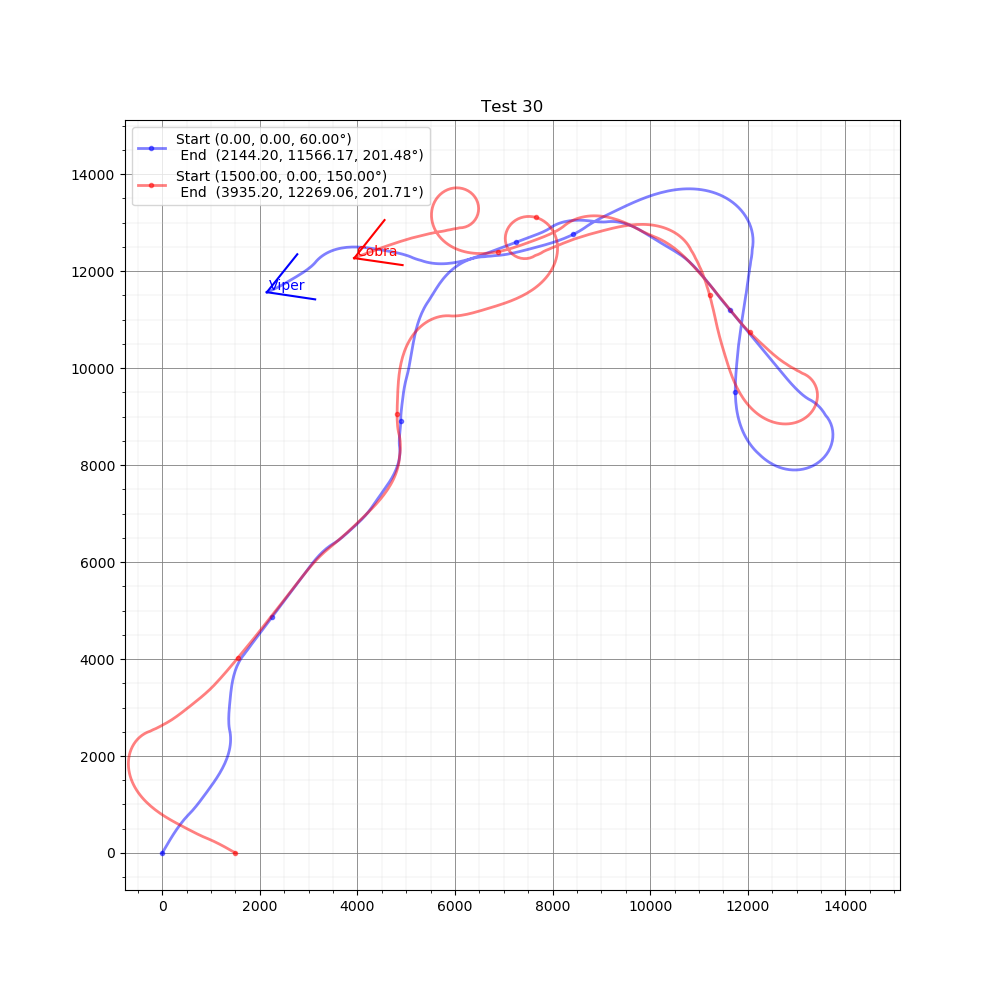 Test 30
Start (0.00, 0.00, 60.00°)
End (2144.20, 11566.17, 201.48°)
Start (1500.00, 0.00, 150.00°)
End (3935.20, 12269.06, 201.71°)
14000
12000
10000
8000
6000
4000
2000
0
Cobra
Viper
0 2000 4000 6000 8000 10000 12000 14000